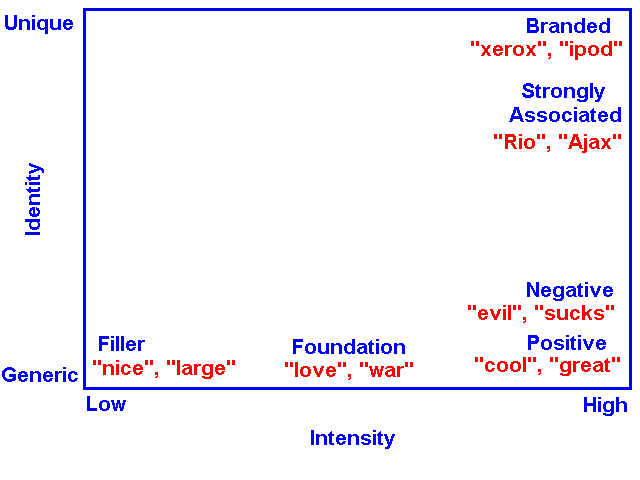 Unique
Branded
"xerox", "ipod"
Strongly
Associated
"Rio", "Ajax"
Identity
Negative
"evil", "sucks"
Filler
Foundation
Positive
"nice", "large"
"love", "war"
"cool", "great"
Generic
Low
High
Intensity